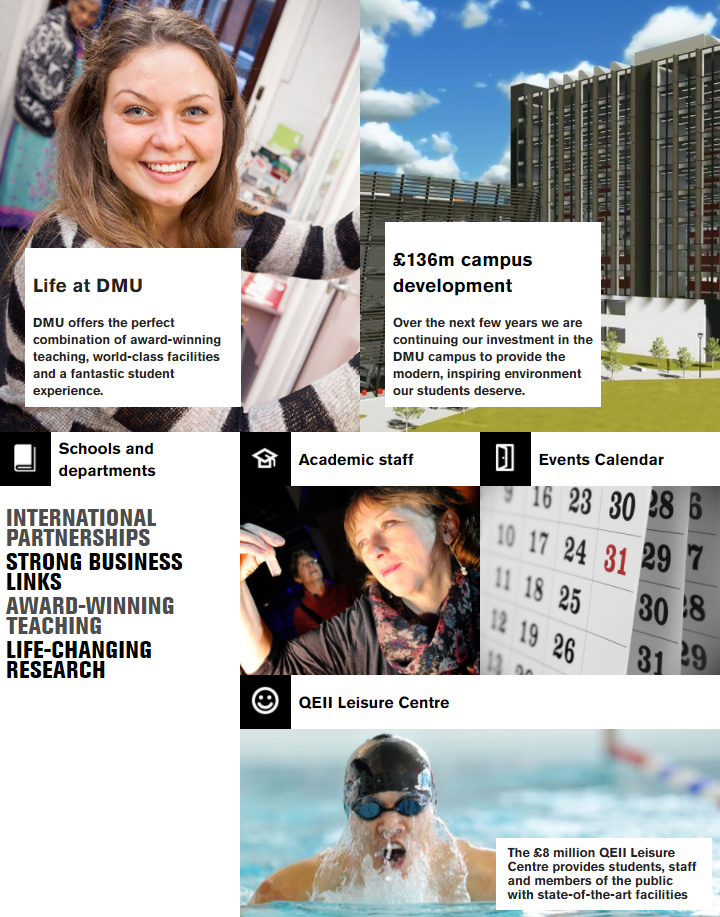 Life at DMU
DMU offers the perfect
combination of award-winning
teaching, world-class facilities
and a fantastic student
experience.
£136m campus
development
Over the next few years we are
continuing our investment in the
DMU campus to provide the
modern, inspiring environment
our students deserve.
Schools and
departments
INTERNATIONAL
PARTNERSHIPS
STRONG BUSINESS
LINKS
AWARD-WINNING
TEACHING
LIFE-CHANGING
RESEARCH
Academic staff
Events Calendar
9 16 23 30 28 6
10 17 24 31 29 7
11 18 25 30 8
12 19 26 31 29
QEII Leisure Centre
The £8 million QEII Leisure
Centre provides students, staff
and members of the public
with state-of-the-art facilities